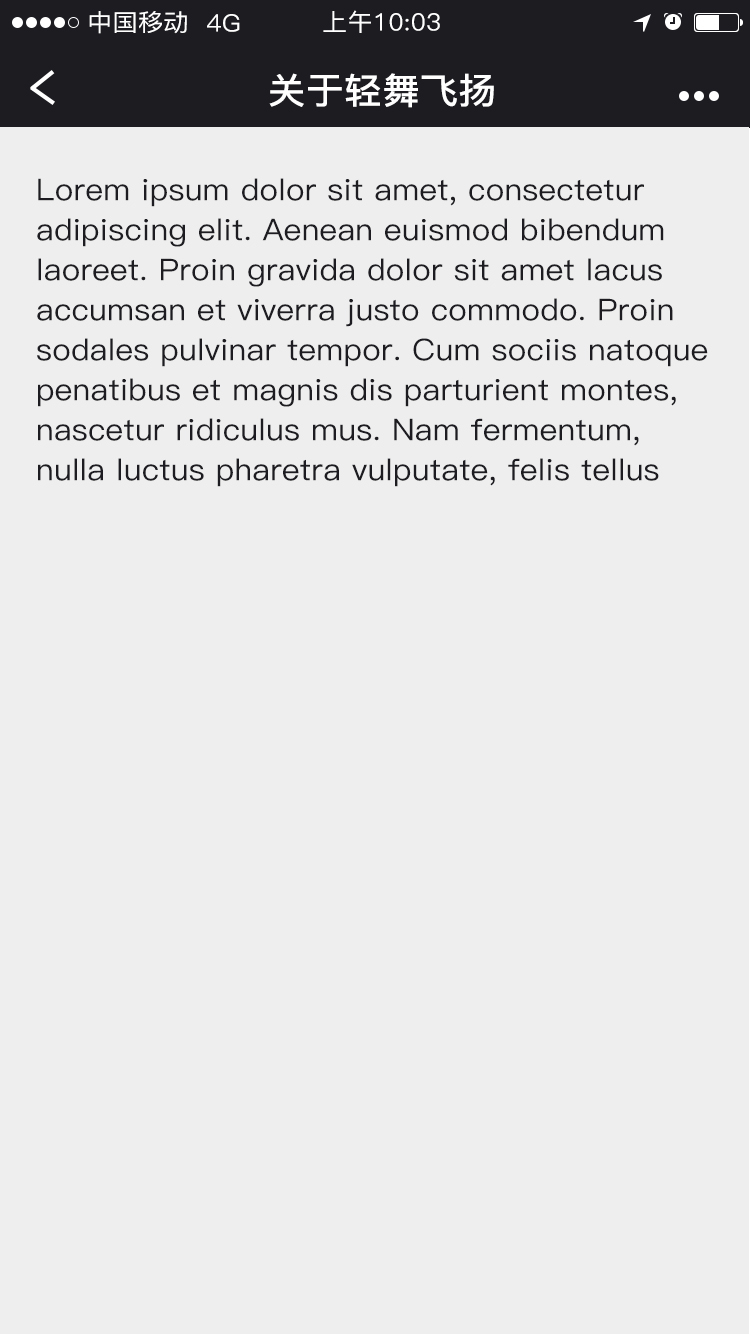 中国移动 4G 上午10:03
关于轻舞飞扬
Lorem ipsum dolor sit amet, consectetur
adipiscing elit. Aenean euismod bibendum
laoreet. Proin gravida dolor sit amet lacus
accumsan et viverra justo commodo. Proin
sodales pulvinar tempor. Cum sociis natoque
penatibus et magnis dis parturient montes,
nascetur ridiculus mus. Nam fermentum,
nulla luctus pharetra vulputate, felis tellus